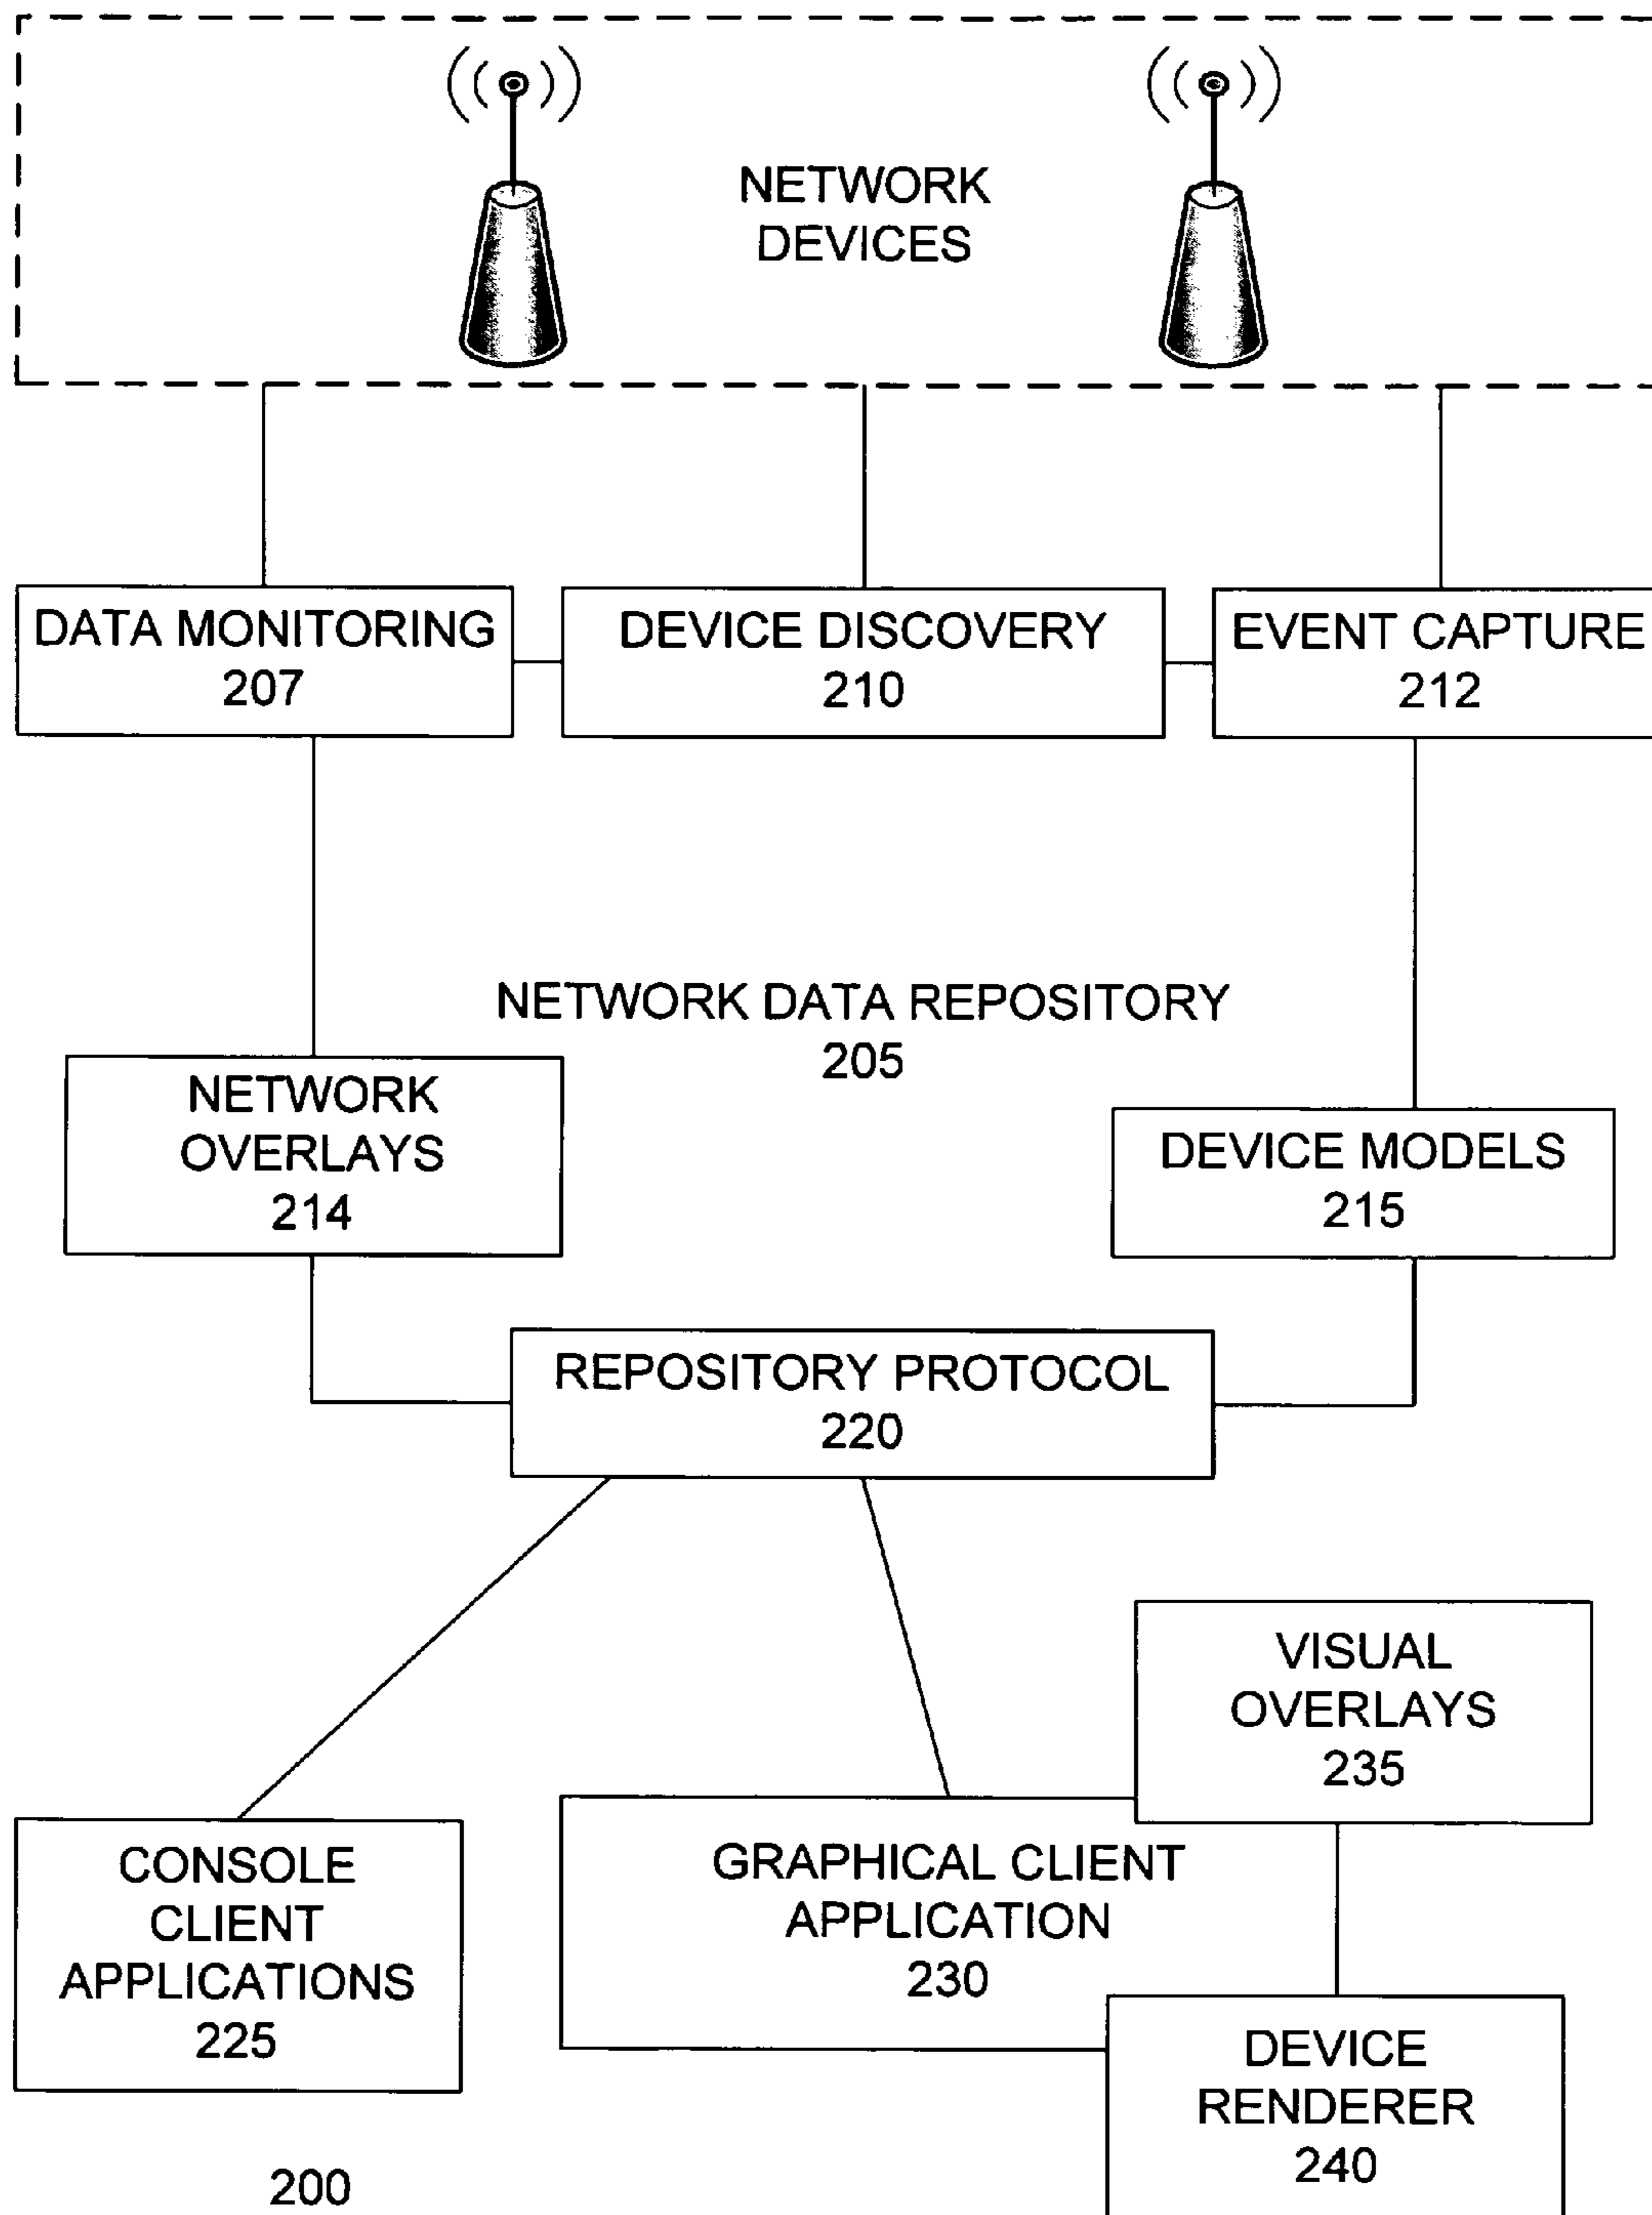 NETWORK
DEVICES
DATA MONITORING
207
DEVICE DISCOVERY
210
EVENT CAPTURE
212
NETWORK DATA REPOSITORY
205
NETWORK
OVERLAYS
214
DEVICE MODELS
215
REPOSITORY PROTOCOL
220
VISUAL
OVERLAYS
235
CONSOLE
CLIENT
APPLICATIONS
225
GRAPHICAL CLIENT
APPLICATION
230
DEVICE
RENDERER
240
200